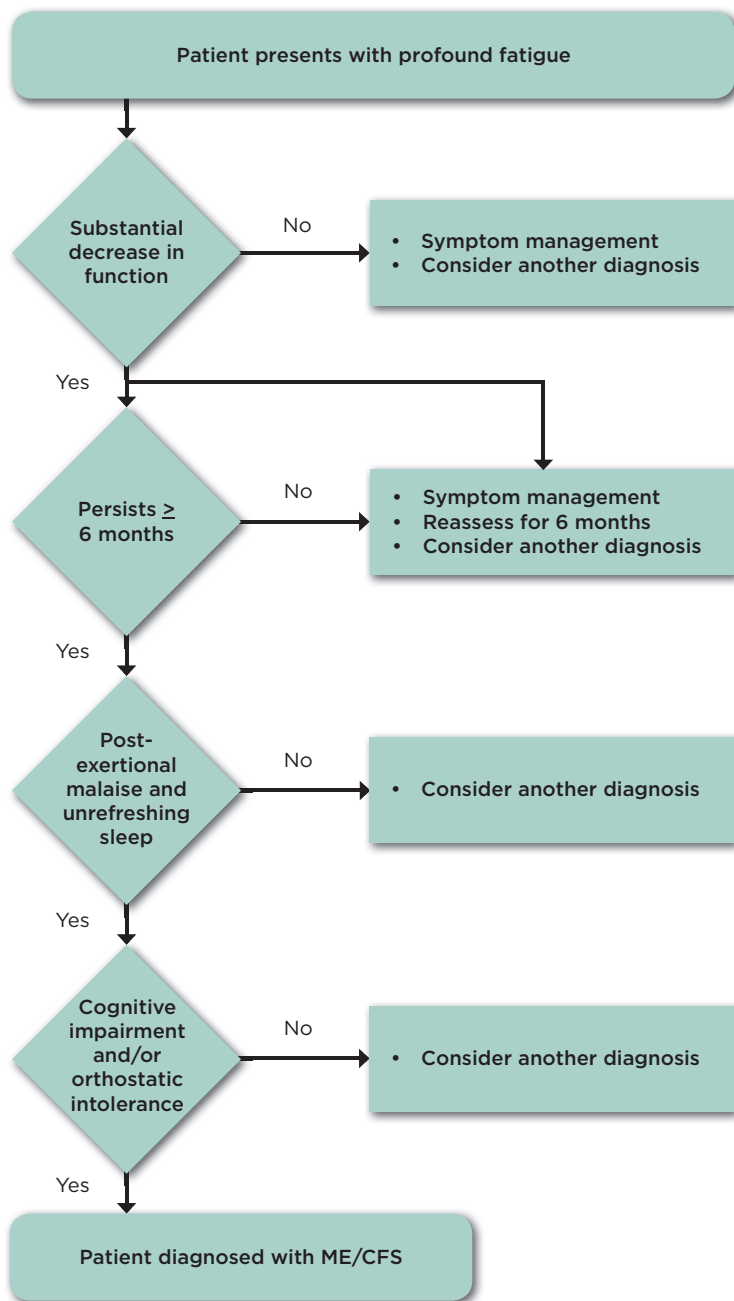 Patient presents with profound fatigue
Substantial
decrease in
function
No
• Symptom management
• Consider another diagnosis
Yes
Persists ≥
6 months
No
• Symptom management
• Reassess for 6 months
• Consider another diagnosis
Yes
Post-
exertional
malaise and
unrefreshing
sleep
No
• Consider another diagnosis
Yes
Cognitive
impairment
and/or
orthostatic
intolerance
No
• Consider another diagnosis
Yes
Patient diagnosed with ME/CFS